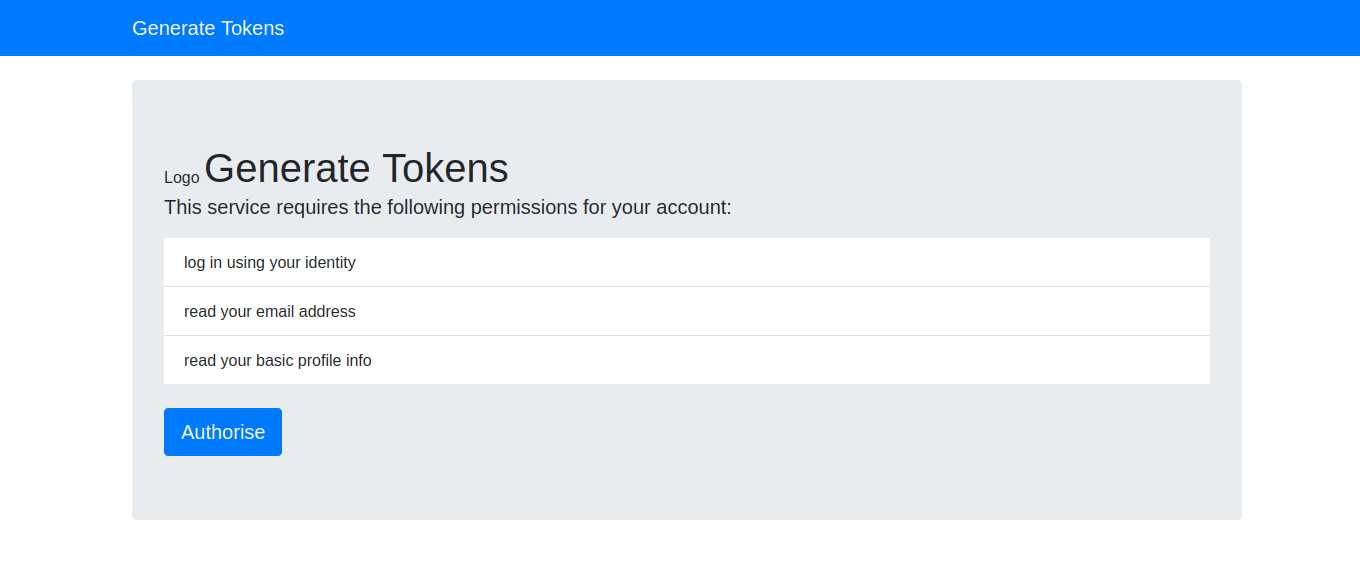 Generate Tokens
Logo Generate Tokens
This service requires the following permissions for your account:
log in using your identity
read your email address
read your basic profile info
Authorise